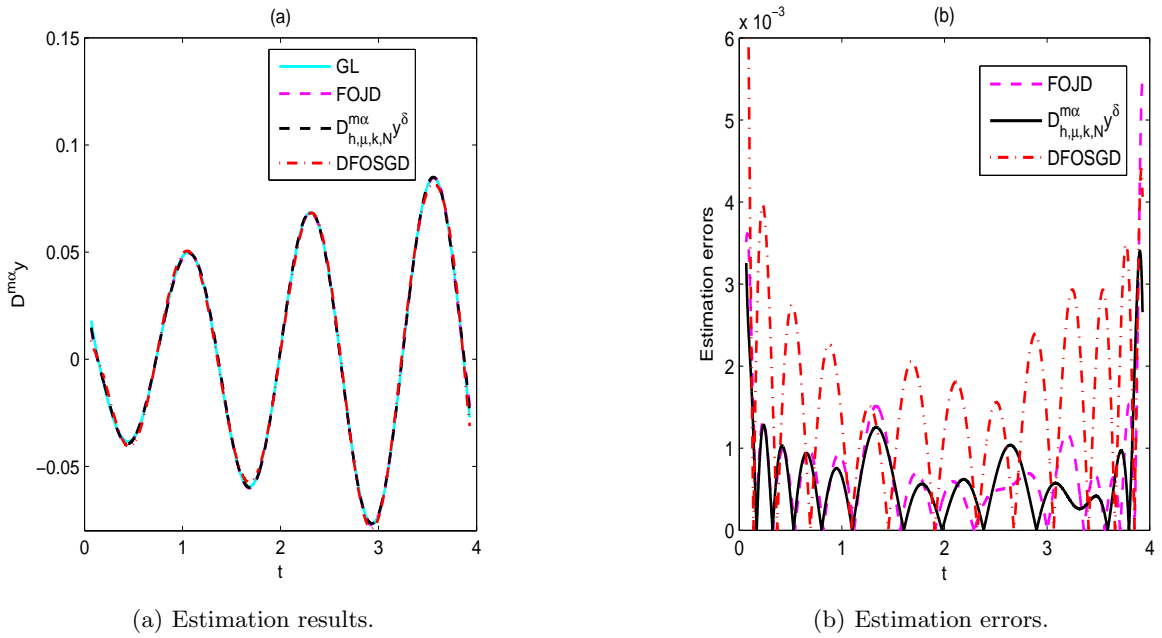 (a)
0.15
0.1
0.05
0
−0.05
0
1
2
3
4
t
D^{mα}y
GL
FOJD
D^{mα}_{h,μ,k,N}y^δ
DFOSGD
(a) Estimation results.
(b)
x 10^{−3}
6
5
4
3
2
1
0
0
1
2
3
4
t
Estimation errors
FOJD
D^{mα}_{h,μ,k,N}y^δ
DFOSGD
(b) Estimation errors.